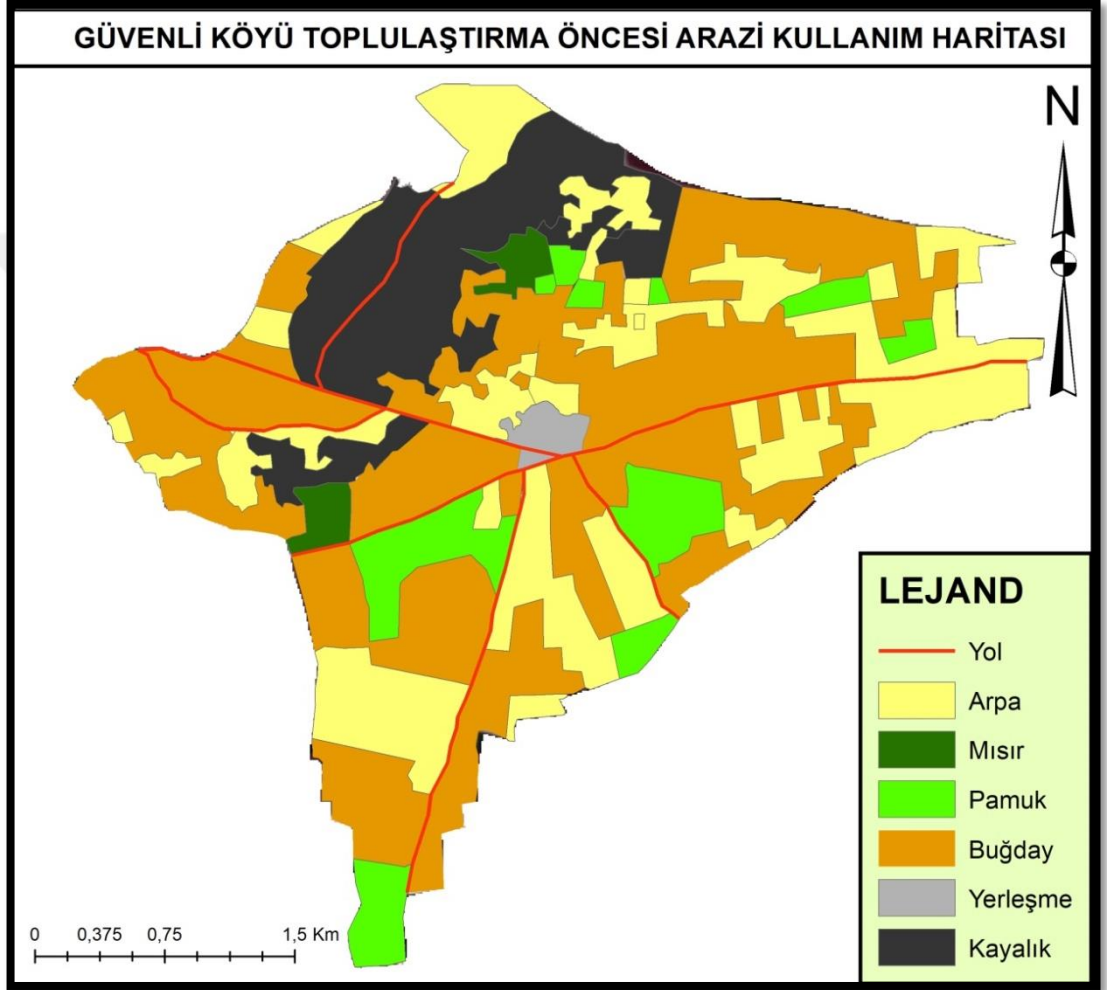 GÜVENLİ KÖYÜ TOPLULAŞTIRMA ÖNCESİ ARAZİ KULLANIM HARİTASI
N
LEJAND
Yol
Arpa
Mısır
Pamuk
Buğday
Yerleşme
Kayalık
0 0,375 0,75 1,5 Km